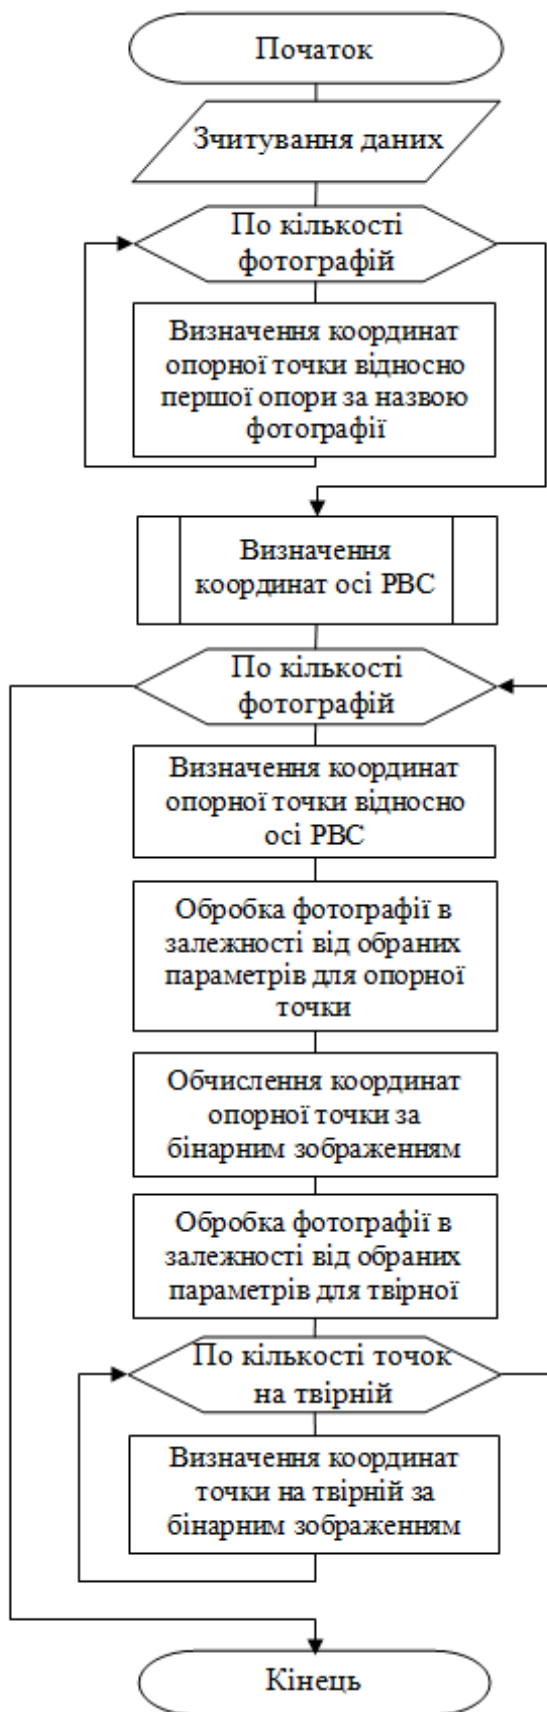 Початок
Зчитування даних
По кількості
фотографій
Визначення координат
опорної точки відносно
першої опори за назвою
фотографії
Визначення
координат осі РВС
По кількості
фотографій
Визначення координат
опорної точки відносно
осі РВС
Обробка фотографії в
залежності від обраних
параметрів для опорної
точки
Обчислення координат
опорної точки за
бінарним зображенням
Обробка фотографії в
залежності від обраних
параметрів для твірної
По кількості точок
на твірній
Визначення координат
точки на твірній за
бінарним зображенням
Кінець